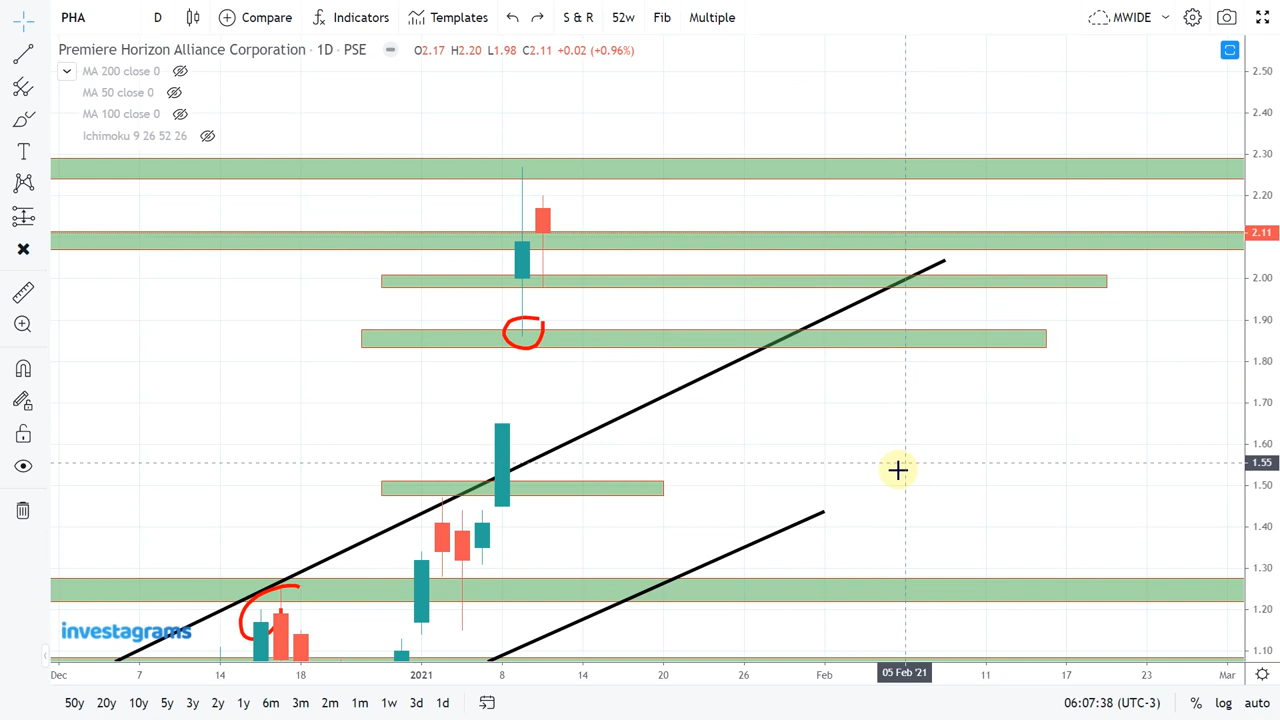 PHA D Compare Indicators Templates S & R 52w Fib Multiple MWIDE
Premiere Horizon Alliance Corporation · 1D · PSE O2.17 H2.20 L1.98 C2.11 +0.02 (+0.96%)
MA 200 close 0
MA 50 close 0
MA 100 close 0
Ichimoku 9 26 52 26
2.50
2.40
2.30
2.20
2.11
2.00
1.90
1.80
1.70
1.60
1.55
1.50
1.40
1.30
1.20
1.10
investagrams
Dec 7 14 18 2021 8 14 20 26 Feb 05 Feb '21 11 17 23 Mar
50y 20y 10y 5y 3y 2y 1y 6m 3m 2m 1m 1w 3d 1d 06:07:38 (UTC-3) % log auto